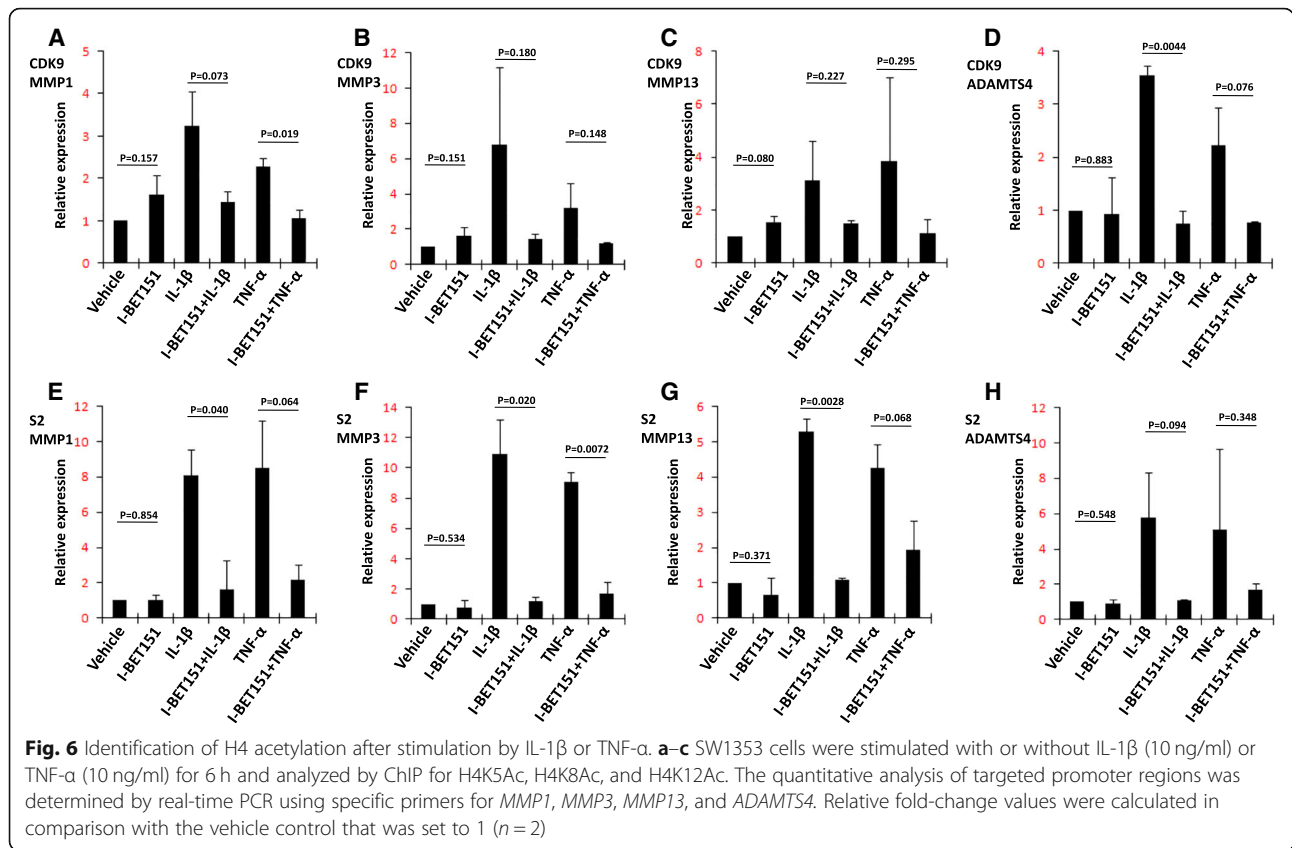 A
CDK9
MMP1
Relative expression
5
4
3
2
1
0
P=0.157
P=0.073
P=0.019
Vehicle
I-BET151
IL-1β
I-BET151+IL-1β
TNF-α
I-BET151+TNF-α
B
CDK9
MMP3
Relative expression
12
10
8
6
4
2
0
P=0.151
P=0.180
P=0.148
Vehicle
I-BET151
IL-1β
I-BET151+IL-1β
TNF-α
I-BET151+TNF-α
C
CDK9
MMP13
Relative expression
8
6
4
2
0
P=0.080
P=0.227
P=0.295
Vehicle
I-BET151
IL-1β
I-BET151+IL-1β
TNF-α
I-BET151+TNF-α
D
CDK9
ADAMTS4
Relative expression
4
3
2
1
0
P=0.883
P=0.0044
P=0.076
Vehicle
I-BET151
IL-1β
I-BET151+IL-1β
TNF-α
I-BET151+TNF-α
E
S2
MMP1
Relative expression
12
10
8
6
4
2
0
P=0.854
P=0.040
P=0.064
Vehicle
I-BET151
IL-1β
I-BET151+IL-1β
TNF-α
I-BET151+TNF-α
F
S2
MMP3
Relative expression
14
12
10
8
6
4
2
0
P=0.534
P=0.020
P=0.0072
Vehicle
I-BET151
IL-1β
I-BET151+IL-1β
TNF-α
I-BET151+TNF-α
G
S2
MMP13
Relative expression
6
5
4
3
2
1
0
P=0.371
P=0.0028
P=0.068
Vehicle
I-BET151
IL-1β
I-BET151+IL-1β
TNF-α
I-BET151+TNF-α
H
S2
ADAMTS4
Relative expression
12
10
8
6
4
2
0
P=0.548
P=0.094
P=0.348
Vehicle
I-BET151
IL-1β
I-BET151+IL-1β
TNF-α
I-BET151+TNF-α
Fig. 6 Identification of H4 acetylation after stimulation by IL-1β or TNF-α. a–c SW1353 cells were stimulated with or without IL-1β (10 ng/ml) or
TNF-α (10 ng/ml) for 6 h and analyzed by ChIP for H4K5Ac, H4K8Ac, and H4K12Ac. The quantitative analysis of targeted promoter regions was
determined by real-time PCR using specific primers for MMP1, MMP3, MMP13, and ADAMTS4. Relative fold-change values were calculated in
comparison with the vehicle control that was set to 1 (n = 2)